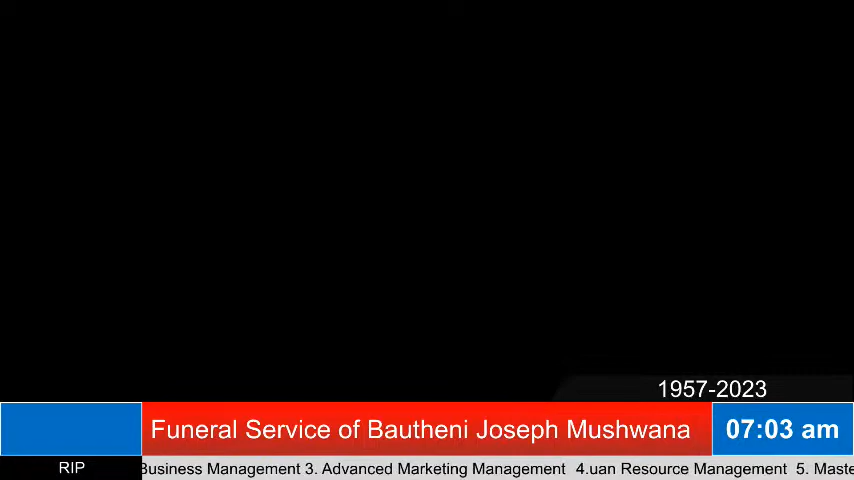 1957-2023
Funeral Service of Bautheni Joseph Mushwana
07:03 am
RIP
Business Management 3. Advanced Marketing Management 4.uan Resource Management 5. Maste